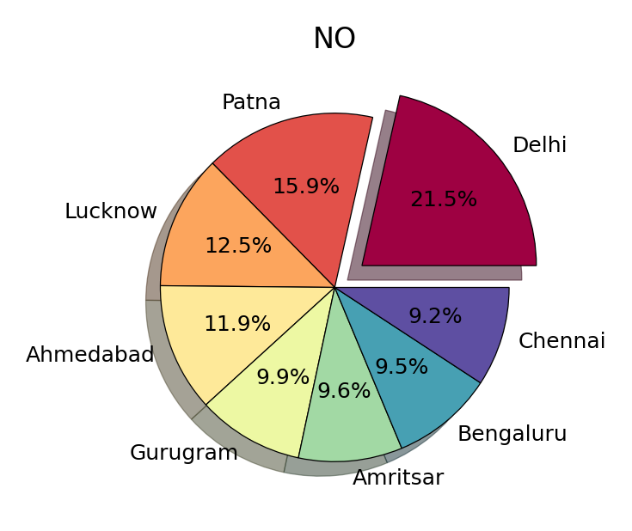 NO
Patna
Delhi
15.9%
21.5%
Lucknow
12.5%
Ahmedabad
11.9%
9.2%
Chennai
9.9%
9.6%
9.5%
Gurugram
Bengaluru
Amritsar